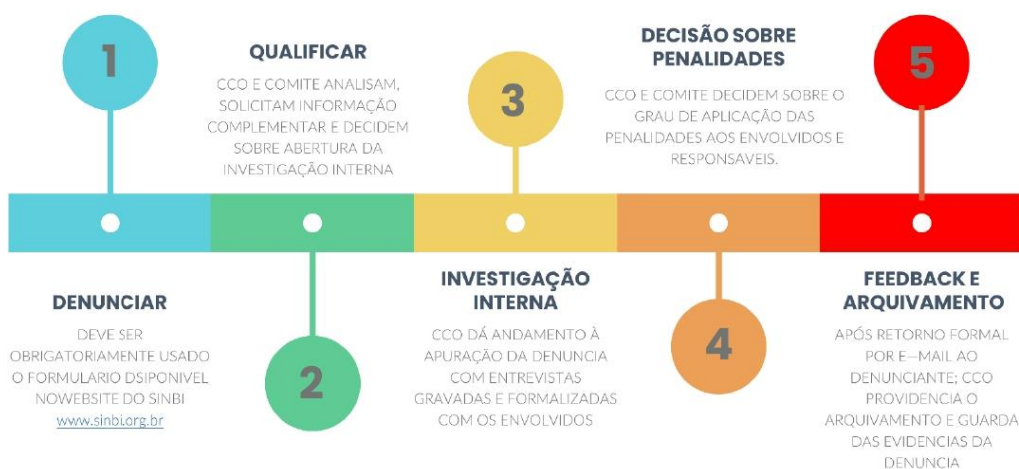 1
DENUNCIAR
DEVE SER
OBRIGATORIAMENTE USADO
O FORMULARIO DSIPONIVEL
NOWEBSITE DO SINBI
www.sinbi.org.br
2
QUALIFICAR
CCO E COMITE ANALISAM,
SOLICITAM INFORMAÇÃO
COMPLEMENTAR E DECIDEM
SOBRE ABERTURA DA
INVESTIGAÇÃO INTERNA
3
INVESTIGAÇÃO
INTERNA
CCO DÁ ANDAMENTO À
APURAÇÃO DA DENUNCIA
COM ENTREVISTAS
GRAVADAS E FORMALIZADAS
COM OS ENVOLVIDOS
4
DECISÃO SOBRE
PENALIDADES
CCO E COMITE DECIDEM SOBRE O
GRAU DE APLICAÇÃO DAS
PENALIDADES AOS ENVOLVIDOS E
RESPONSAVEIS.
5
FEEDBACK E
ARQUIVAMENTO
APÓS RETORNO FORMAL
POR E—MAIL AO
DENUNCIANTE; CCO
PROVIDENCIA O
ARQUIVAMENTO E GUARDA
DAS EVIDENCIAS DA
DENUNCIA